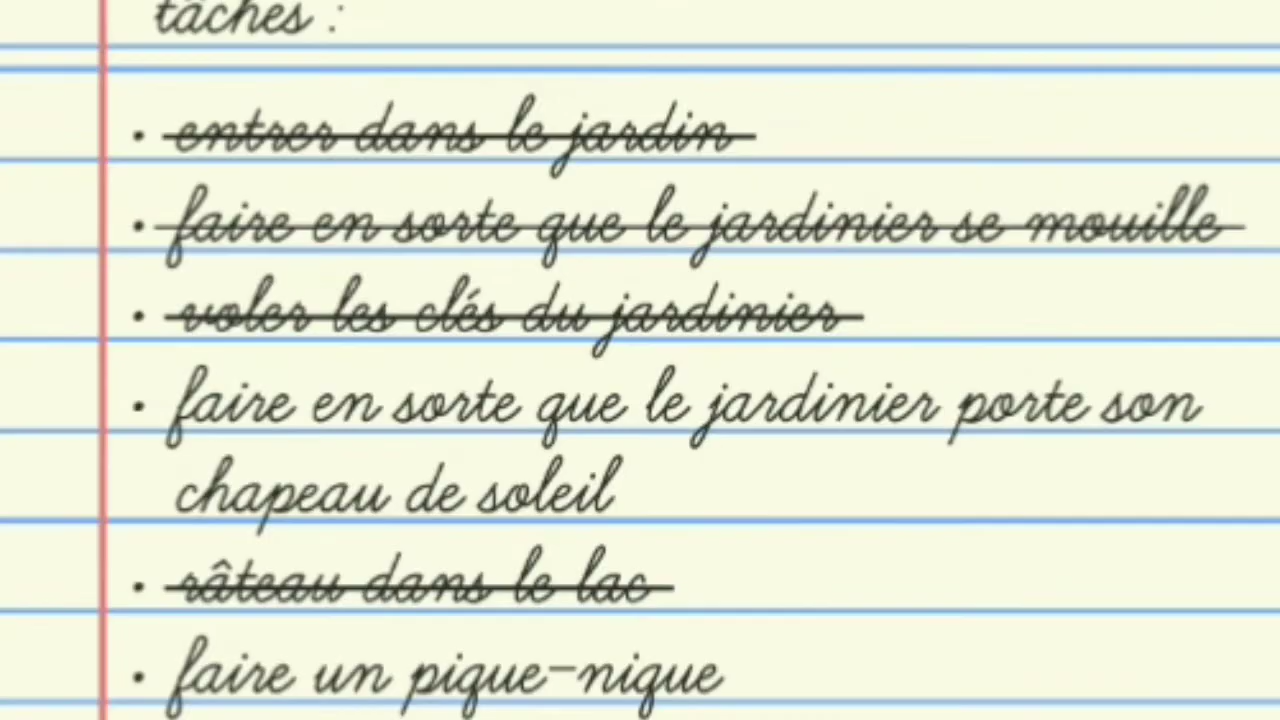 tâches :
• entrer dans le jardin
• faire en sorte que le jardinier se mouille
• voler les clés du jardinier
• faire en sorte que le jardinier porte son
chapeau de soleil
• râteau dans le lac
• faire un pique-nique